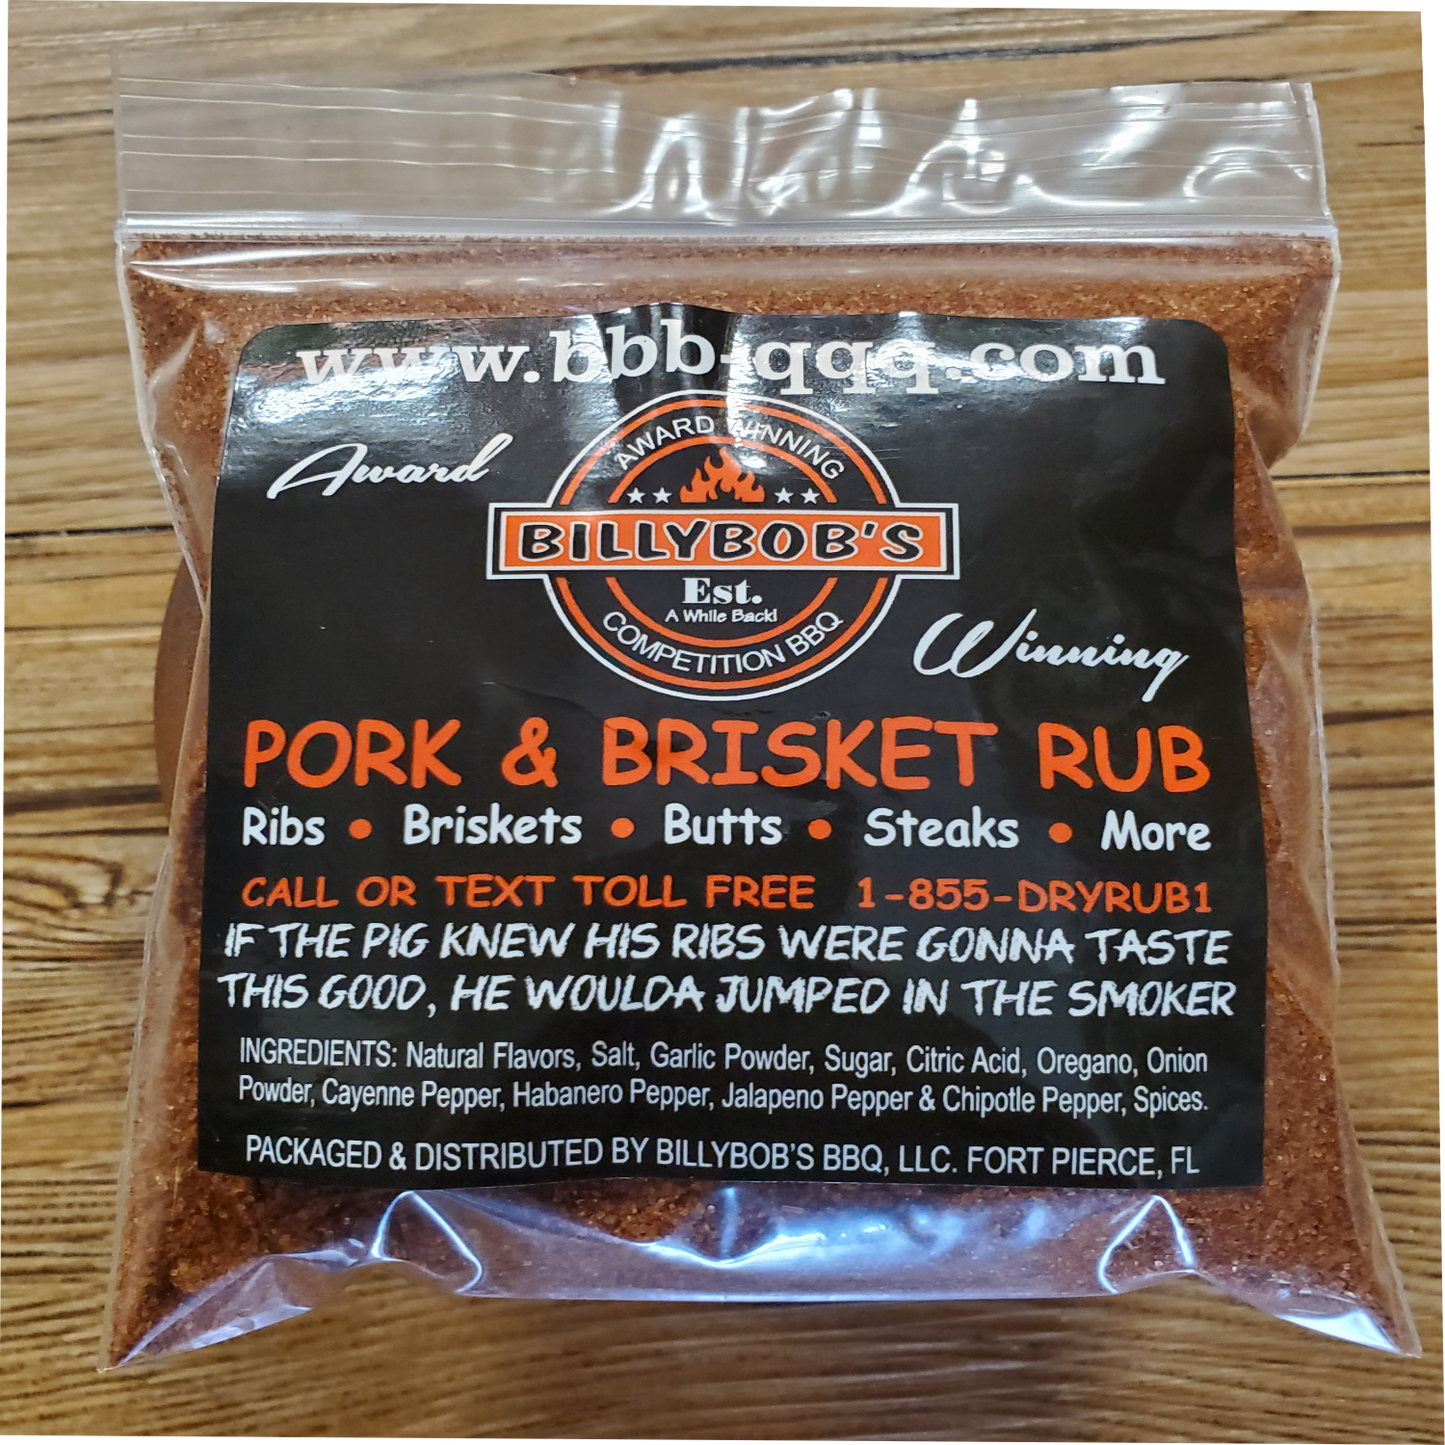 www.bbb-qqq.com
Award
AWARD WINNING
BILLYBOB'S
Est.
A While Back!
COMPETITION BBQ
Winning
PORK & BRISKET RUB
Ribs • Briskets • Butts • Steaks • More
CALL OR TEXT TOLL FREE 1-855-DRYRUB1
IF THE PIG KNEW HIS RIBS WERE GONNA TASTE
THIS GOOD, HE WOULDA JUMPED IN THE SMOKER
INGREDIENTS: Natural Flavors, Salt, Garlic Powder, Sugar, Citric Acid, Oregano, Onion
Powder, Cayenne Pepper, Habanero Pepper, Jalapeno Pepper & Chipotle Pepper, Spices.
PACKAGED & DISTRIBUTED BY BILLYBOB'S BBQ, LLC. FORT PIERCE, FL